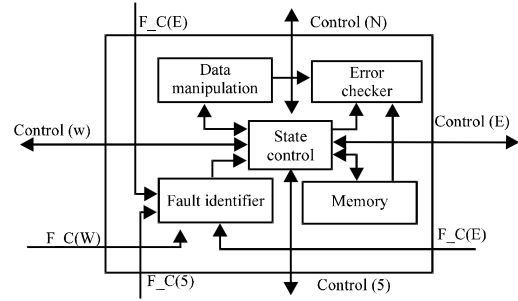 F_C(E)
Control (N)
Data
manipulation
Error
checker
Control (w)
State
control
Control (E)
Fault identifier
Memory
F_C(W)
F_C(E)
F_C(5)
Control (5)